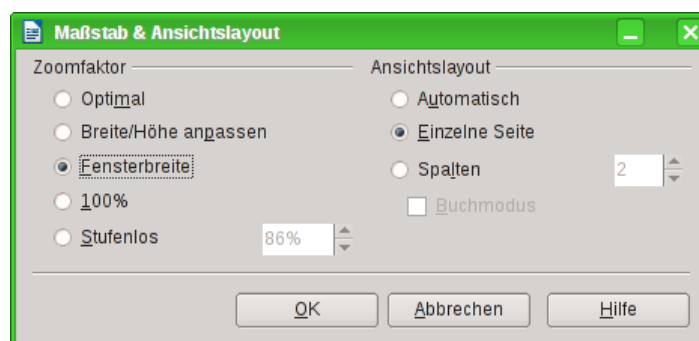 Maßstab & Ansichtslayout
Zoomfaktor
Optimal
Breite/Höhe anpassen
Fensterbreite
100%
Stufenlos
86%
Ansichtslayout
Automatisch
Einzelne Seite
Spalten
2
Buchmodus
OK
Abbrechen
Hilfe